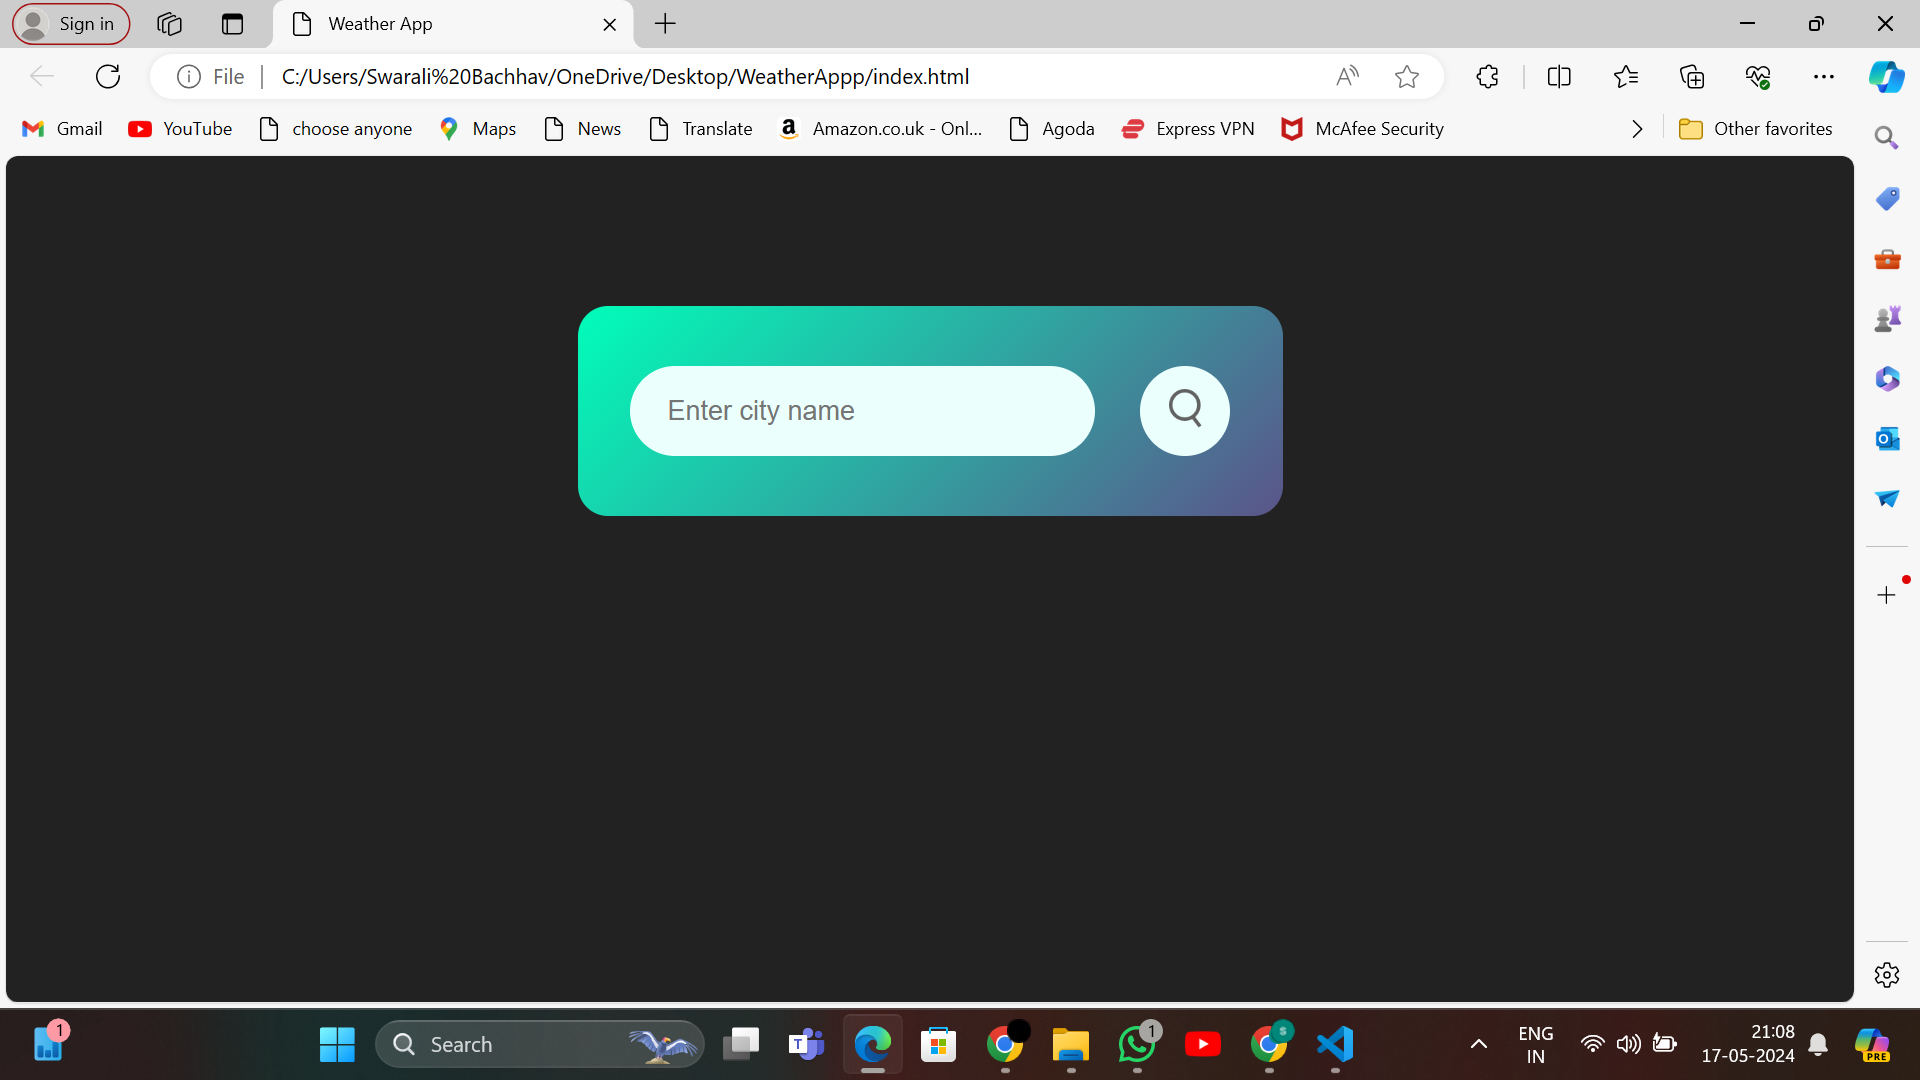 Sign in
Weather App
File
C:/Users/Swarali%20Bachhav/OneDrive/Desktop/WeatherAppp/index.html
Gmail
YouTube
choose anyone
Maps
News
Translate
Amazon.co.uk - Onl...
Agoda
Express VPN
McAfee Security
Other favorites
Enter city name
1
Search
1
S
ENG
IN
21:08
17-05-2024
PRE